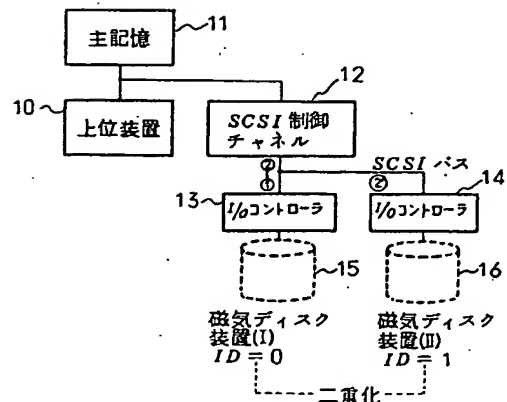 主記憶
11
10
上位装置
12
SCSI 制御
チャネル
②
①
SCSI バス
②
13
I/Oコントローラ
14
I/Oコントローラ
15
16
磁気ディスク
装置(I)
ID=0
磁気ディスク
装置(II)
ID=1
二重化